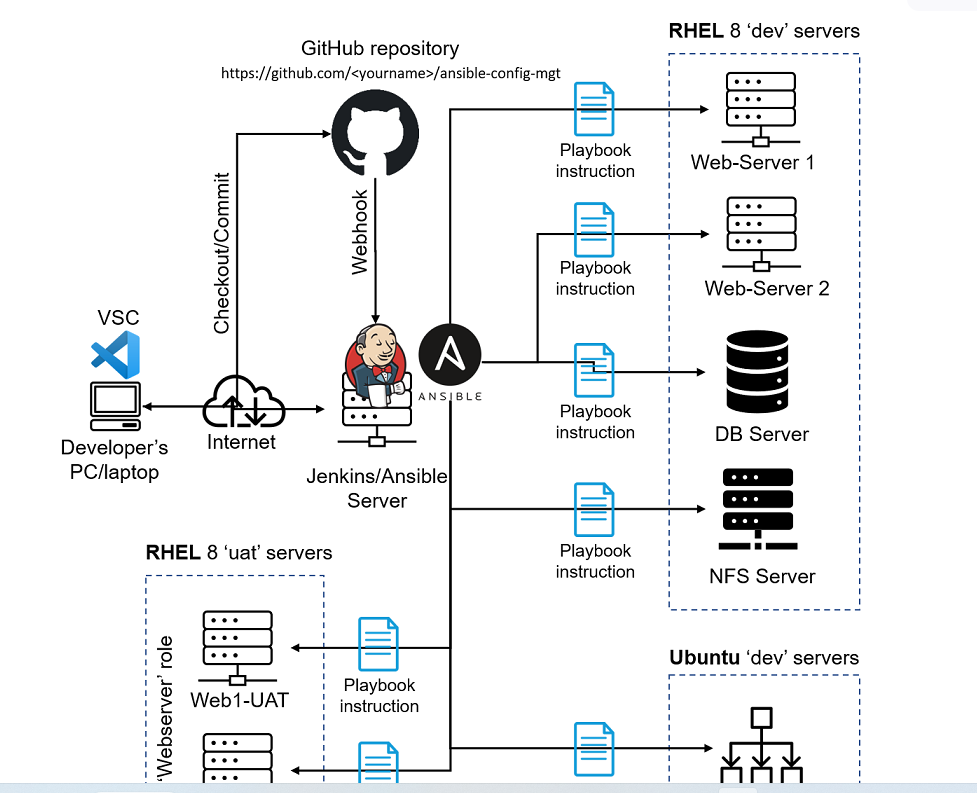 RHEL 8 ‘dev’ servers
GitHub repository
https://github.com/<yourname>/ansible-config-mgt
Playbook
instruction
Web-Server 1
Checkout/Commit
Webhook
Playbook
instruction
Web-Server 2
VSC
ANSIBLE
Playbook
instruction
DB Server
Internet
Developer’s
PC/laptop
Jenkins/Ansible
Server
Playbook
instruction
NFS Server
RHEL 8 ‘uat’ servers
‘Webserver’ role
Web1-UAT
Playbook
instruction
Ubuntu ‘dev’ servers